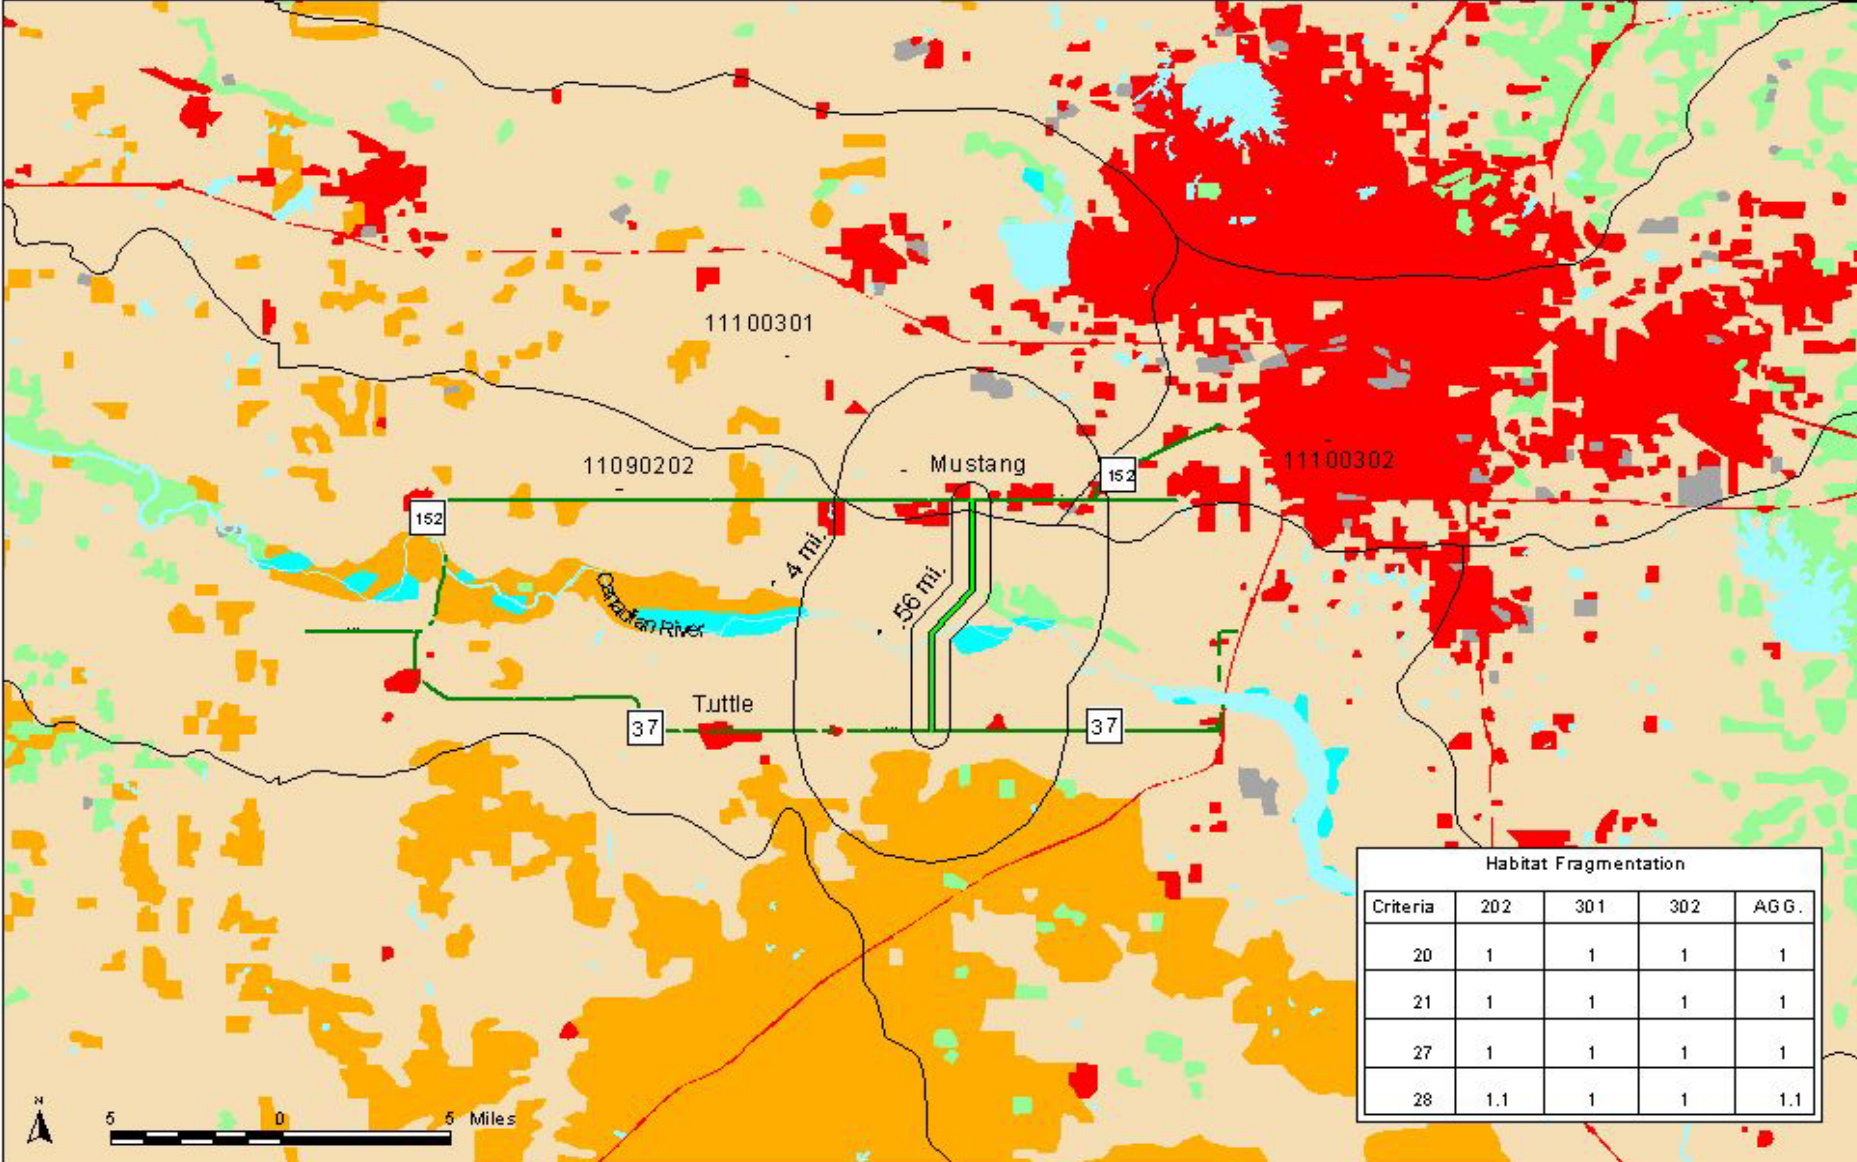 11100301
11090202
Mustang
11100302
152
152
4 mi.
.56 mi.
Canadian River
Tuttle
37
37
N
5 0 5 Miles
Habitat Fragmentation
Criteria 202 301 302 AGG.
20 1 1 1 1
21 1 1 1 1
27 1 1 1 1
28 1.1 1 1 1.1